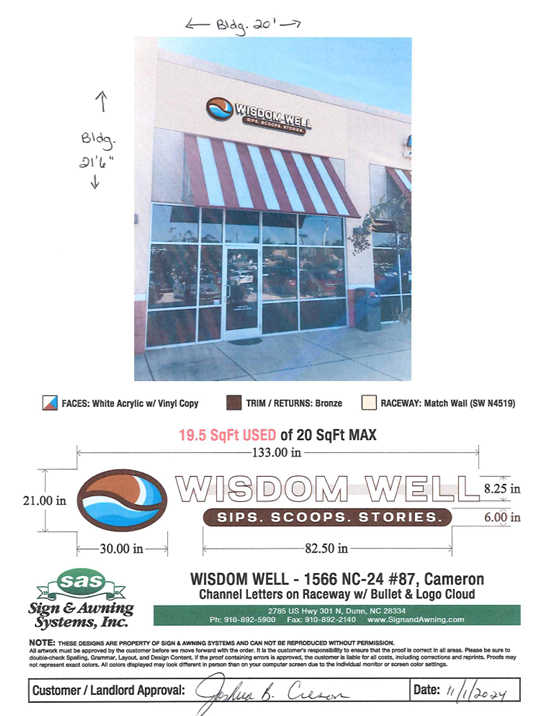 ← Bldg. 20' →
WISDOM WELL
SIPS. SCOOPS. STORIES.
↑
Bldg.
21'6"
↓
FACES: White Acrylic w/ Vinyl Copy TRIM / RETURNS: Bronze RACEWAY: Match Wall (SW N4519)
19.5 SqFt USED of 20 SqFt MAX
133.00 in
21.00 in
WISDOM WELL
8.25 in
SIPS. SCOOPS. STORIES.
6.00 in
30.00 in 82.50 in
sas
Sign & Awning
Systems, Inc.
WISDOM WELL - 1566 NC-24 #87, Cameron
Channel Letters on Raceway w/ Bullet & Logo Cloud
2785 US Hwy 301 N, Dunn, NC 28334
Ph: 910-892-5900 Fax: 910-892-2140 www.SignandAwning.com
NOTE: THESE DESIGNS ARE PROPERTY OF SIGN & AWNING SYSTEMS AND CAN NOT BE REPRODUCED WITHOUT PERMISSION.
All artwork must be approved by the customer before we move forward with the order. It is the customer's responsibility to ensure that the proof is correct in all areas. Please be sure to
double-check Spelling, Grammar, Layout, and Design Content. If the proof containing errors is approved, the customer is liable for all costs, including corrections and reprints. Proofs may
not represent exact colors. All colors displayed may look different in person than on your computer screen due to the individual monitor or screen color settings.
Customer / Landlord Approval: Joshua B. Date: 11/1/2024